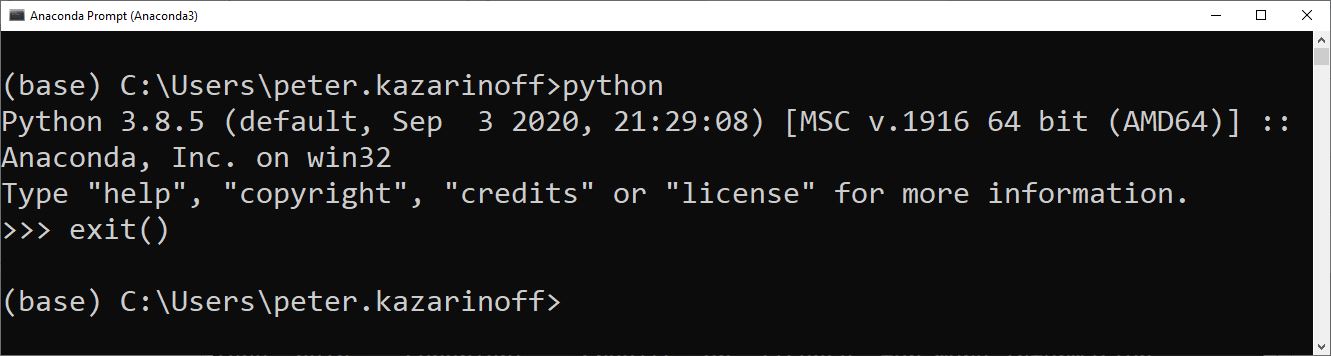 Anaconda Prompt (Anaconda3)
(base) C:\Users\peter.kazarinoff>python
Python 3.8.5 (default, Sep  3 2020, 21:29:08) [MSC v.1916 64 bit (AMD64)] ::
Anaconda, Inc. on win32
Type "help", "copyright", "credits" or "license" for more information.
>>> exit()
(base) C:\Users\peter.kazarinoff>